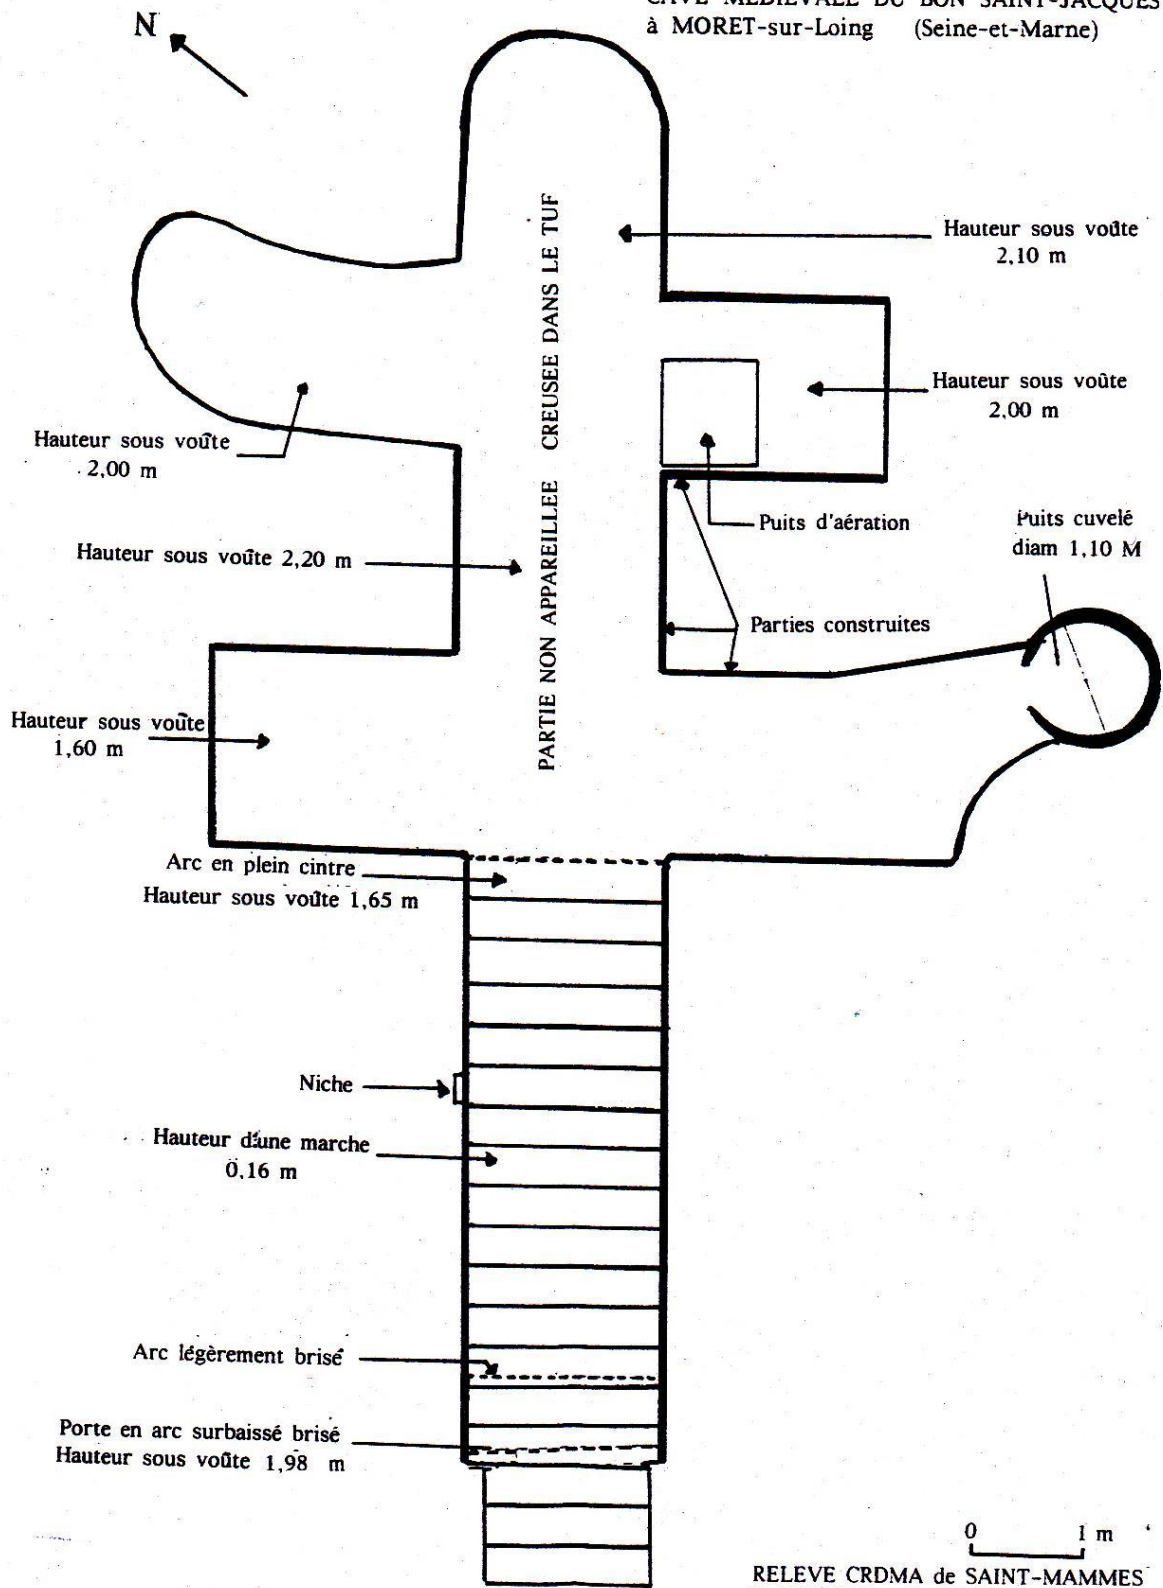 CAVE MEDIEVALE DU BON SAINT-JACQUES
à MORET-sur-Loing (Seine-et-Marne)
N
Hauteur sous voûte
2,10 m
PARTIE NON APPAREILLEE CREUSEE DANS LE TUF
Hauteur sous voûte
2,00 m
Hauteur sous voûte
2,00 m
Puits d'aération
Puits cuvelé
diam 1,10 M
Hauteur sous voûte 2,20 m
Parties construites
Hauteur sous voûte
1,60 m
Arc en plein cintre
Hauteur sous voûte 1,65 m
Niche
Hauteur d'une marche
0,16 m
Arc légèrement brisé
Porte en arc surbaissé brisé
Hauteur sous voûte 1,98 m
0 1 m
RELEVE CRDMA de SAINT-MAMMES